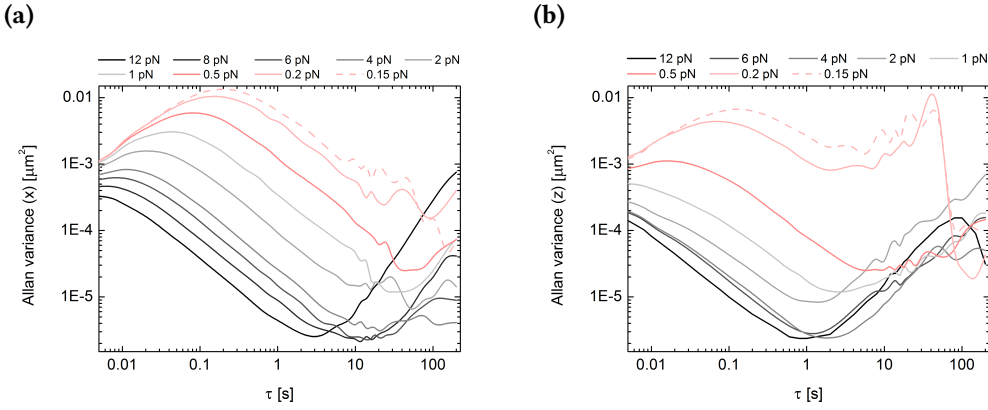 (a)
12 pN 8 pN 6 pN 4 pN 2 pN
1 pN 0.5 pN 0.2 pN 0.15 pN
0.01
1E-3
1E-4
1E-5
Allan variance (x) [µm²]
0.01 0.1 1 10 100
τ [s]
(b)
12 pN 6 pN 4 pN 2 pN 1 pN
0.5 pN 0.2 pN 0.15 pN
0.01
1E-3
1E-4
1E-5
Allan variance (z) [µm²]
0.01 0.1 1 10 100
τ [s]